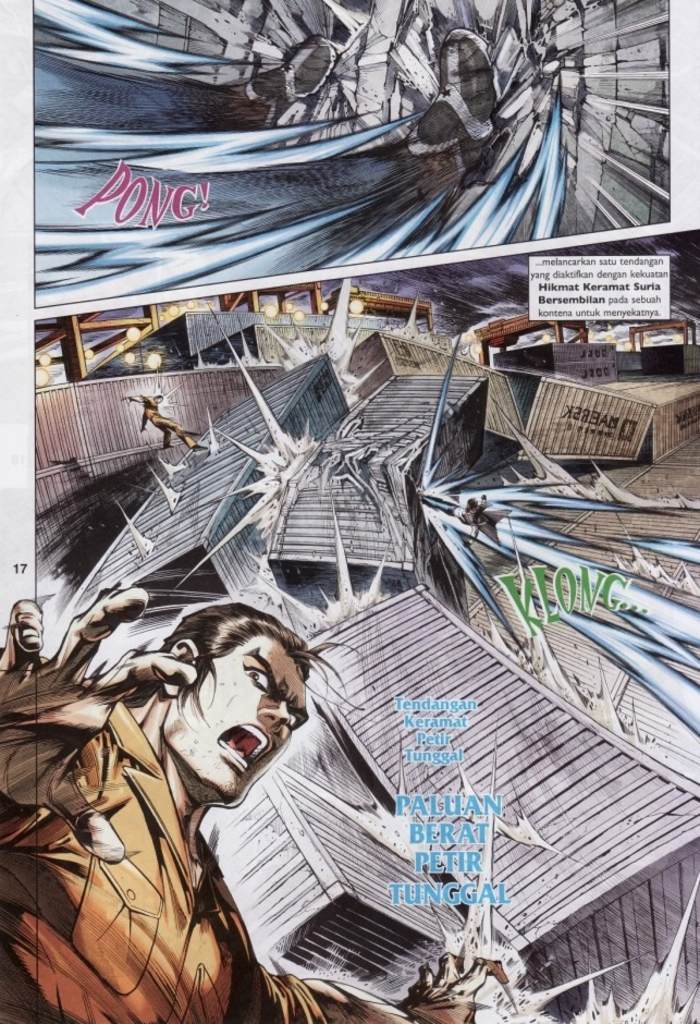 PONG!
...melancarkan satu tendangan
yang diaktifkan dengan kekuatan
Hikmat Keramat Suria
Bersembilan pada sebuah
kontena untuk menyekatnya.
MAERSK
17
KLONG...
Tendangan
Keramat
Petir
Tunggal
PALUAN
BERAT
PETIR
TUNGGAL